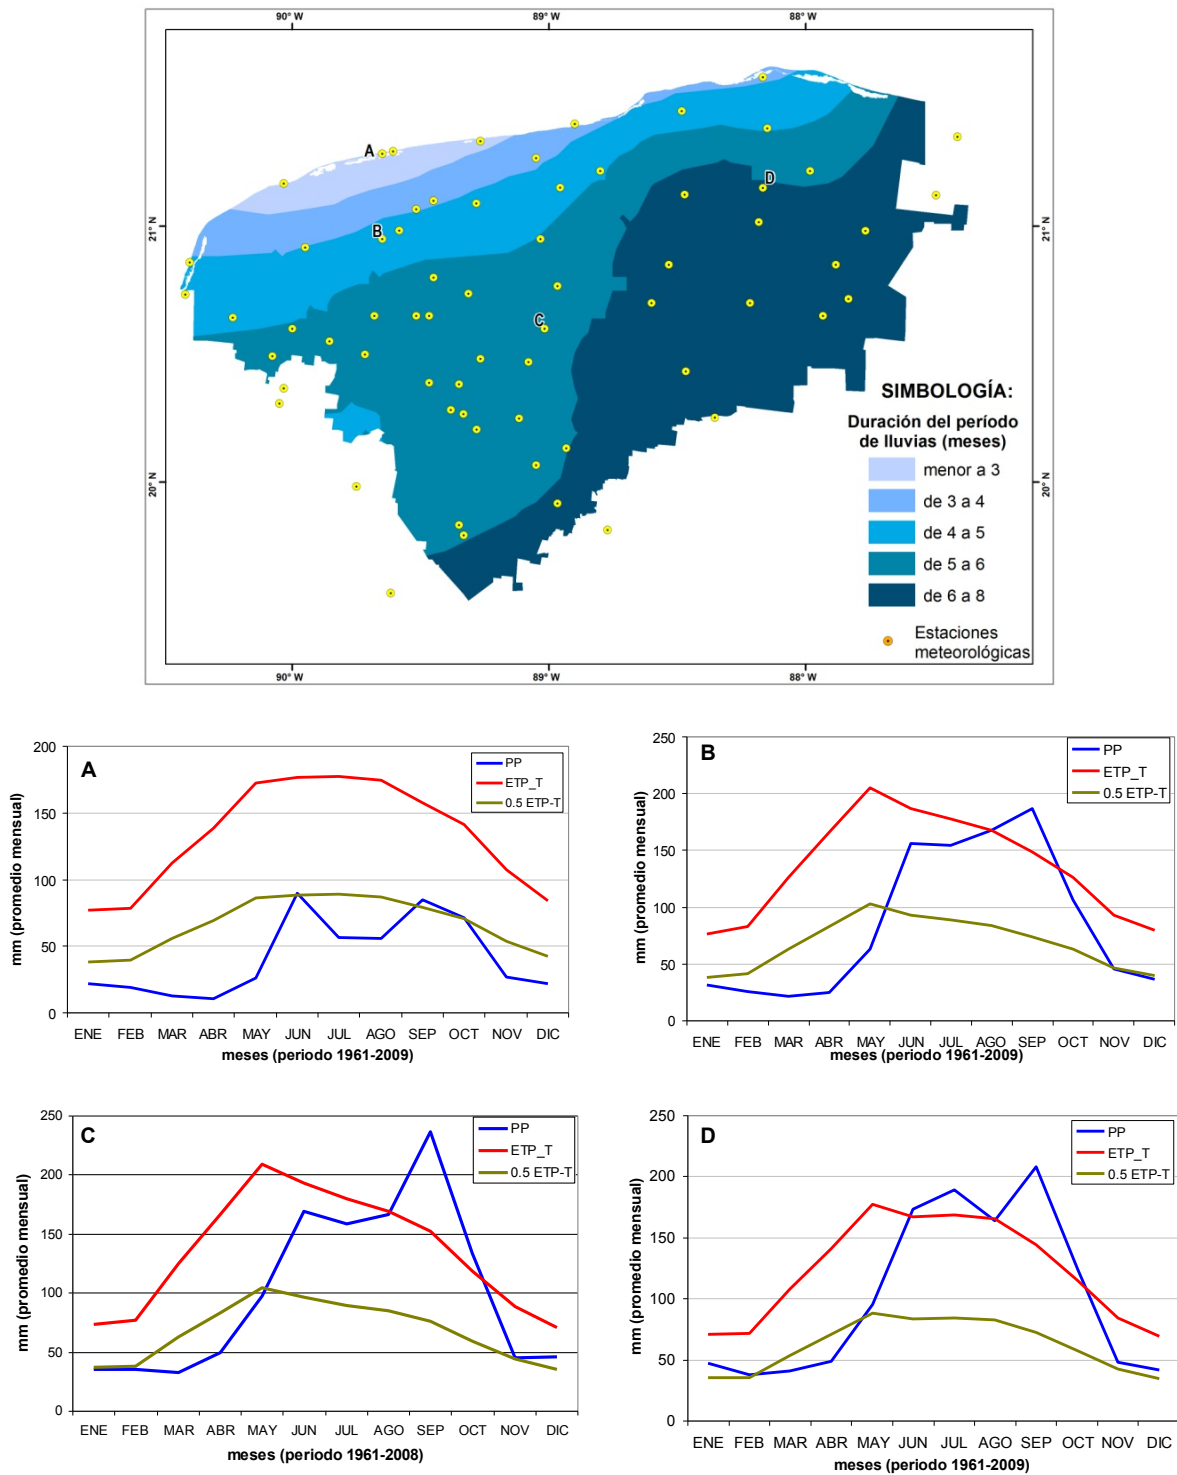 90° W 89° W 88° W
21° N 21° N
20° N 20° N
A
B
C
D
SIMBOLOGÍA:
Duración del período
de lluvias (meses)
menor a 3
de 3 a 4
de 4 a 5
de 5 a 6
de 6 a 8
Estaciones
meteorológicas
90° W 89° W 88° W
A
PP
ETP_T
0.5 ETP-T
mm (promedio mensual)
200
150
100
50
0
ENE FEB MAR ABR MAY JUN JUL AGO SEP OCT NOV DIC
meses (periodo 1961-2009)
B
PP
ETP_T
0.5 ETP-T
mm (promedio mensual)
250
200
150
100
50
0
ENE FEB MAR ABR MAY JUN JUL AGO SEP OCT NOV DIC
meses (periodo 1961-2009)
C
PP
ETP_T
0.5 ETP-T
mm (promedio mensual)
250
200
150
100
50
0
ENE FEB MAR ABR MAY JUN JUL AGO SEP OCT NOV DIC
meses (periodo 1961-2008)
D
PP
ETP_T
0.5 ETP-T
mm (promedio mensual)
250
200
150
100
50
0
ENE FEB MAR ABR MAY JUN JUL AGO SEP OCT NOV DIC
meses (periodo 1961-2009)